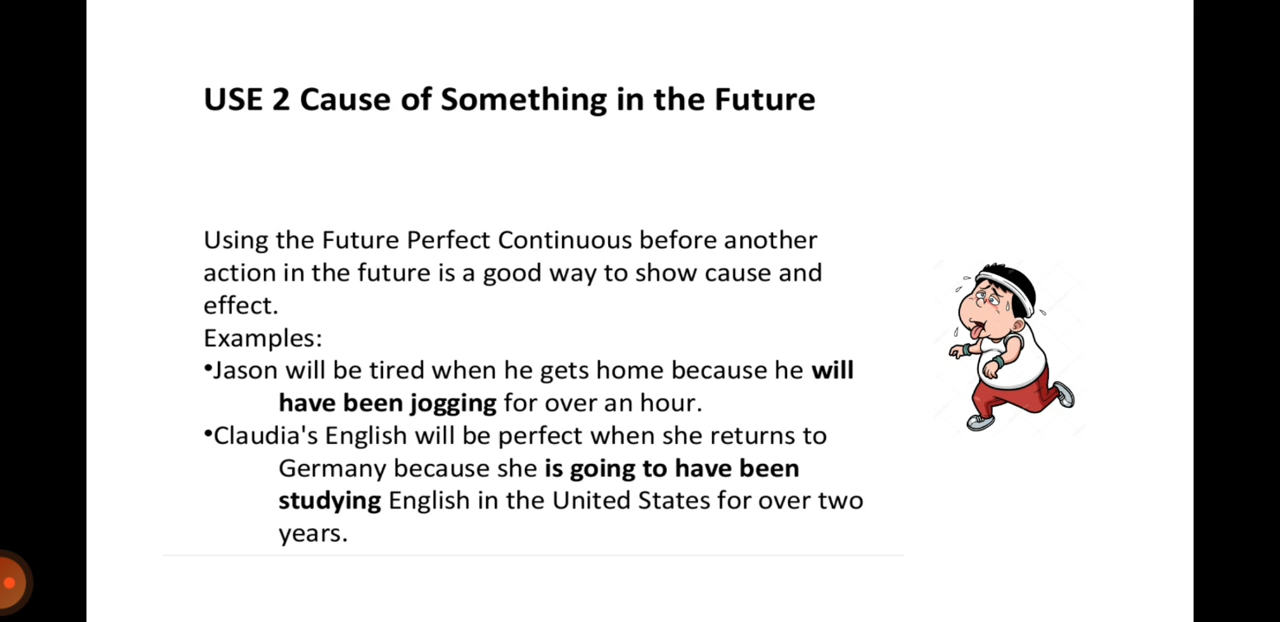 USE 2 Cause of Something in the Future
Using the Future Perfect Continuous before another
action in the future is a good way to show cause and
effect.
Examples:
•Jason will be tired when he gets home because he will
have been jogging for over an hour.
•Claudia's English will be perfect when she returns to
Germany because she is going to have been
studying English in the United States for over two
years.